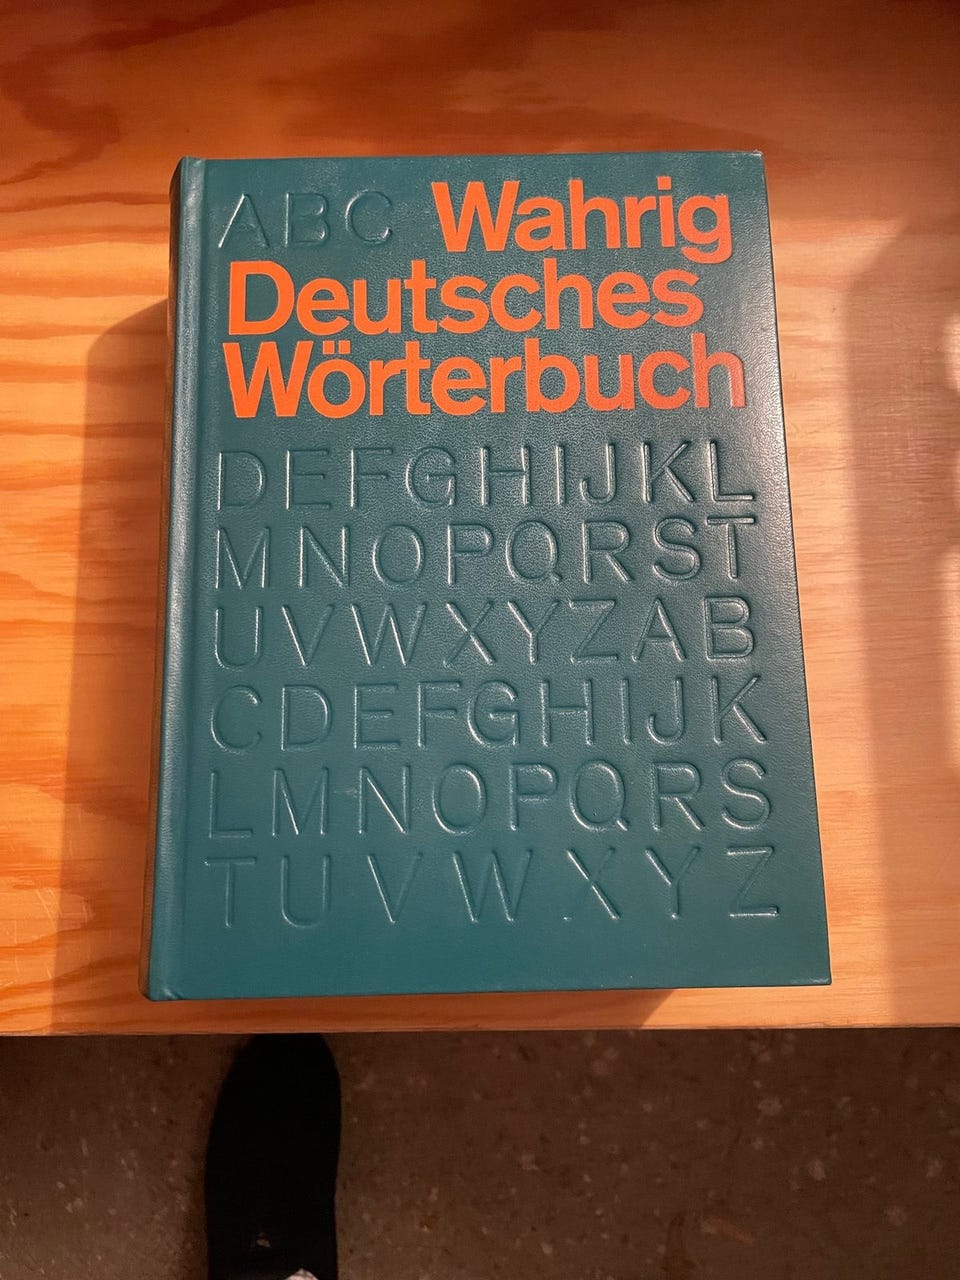 ABC Wahrig
Deutsches
Wörterbuch
DEFGHIJKL
MNOPQRST
UVWXYZAB
CDEFGHIJK
LMNOPQRS
TUVWXYZ